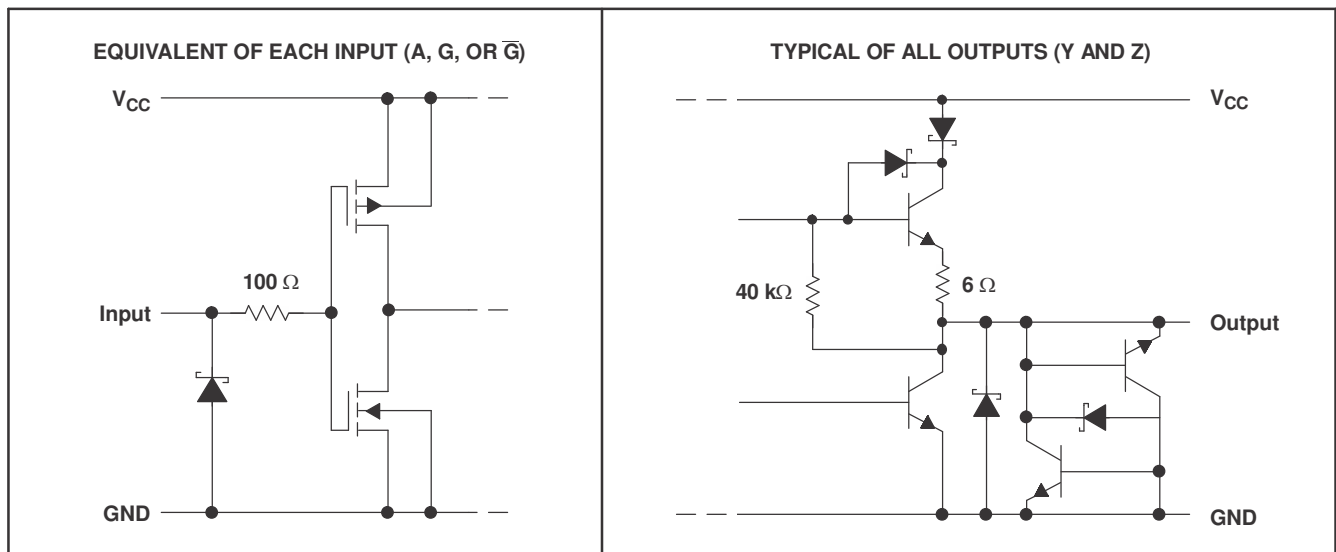 EQUIVALENT OF EACH INPUT (A, G, OR G̅)
VCC
100 Ω
Input
GND
TYPICAL OF ALL OUTPUTS (Y AND Z)
VCC
40 kΩ
6 Ω
Output
GND